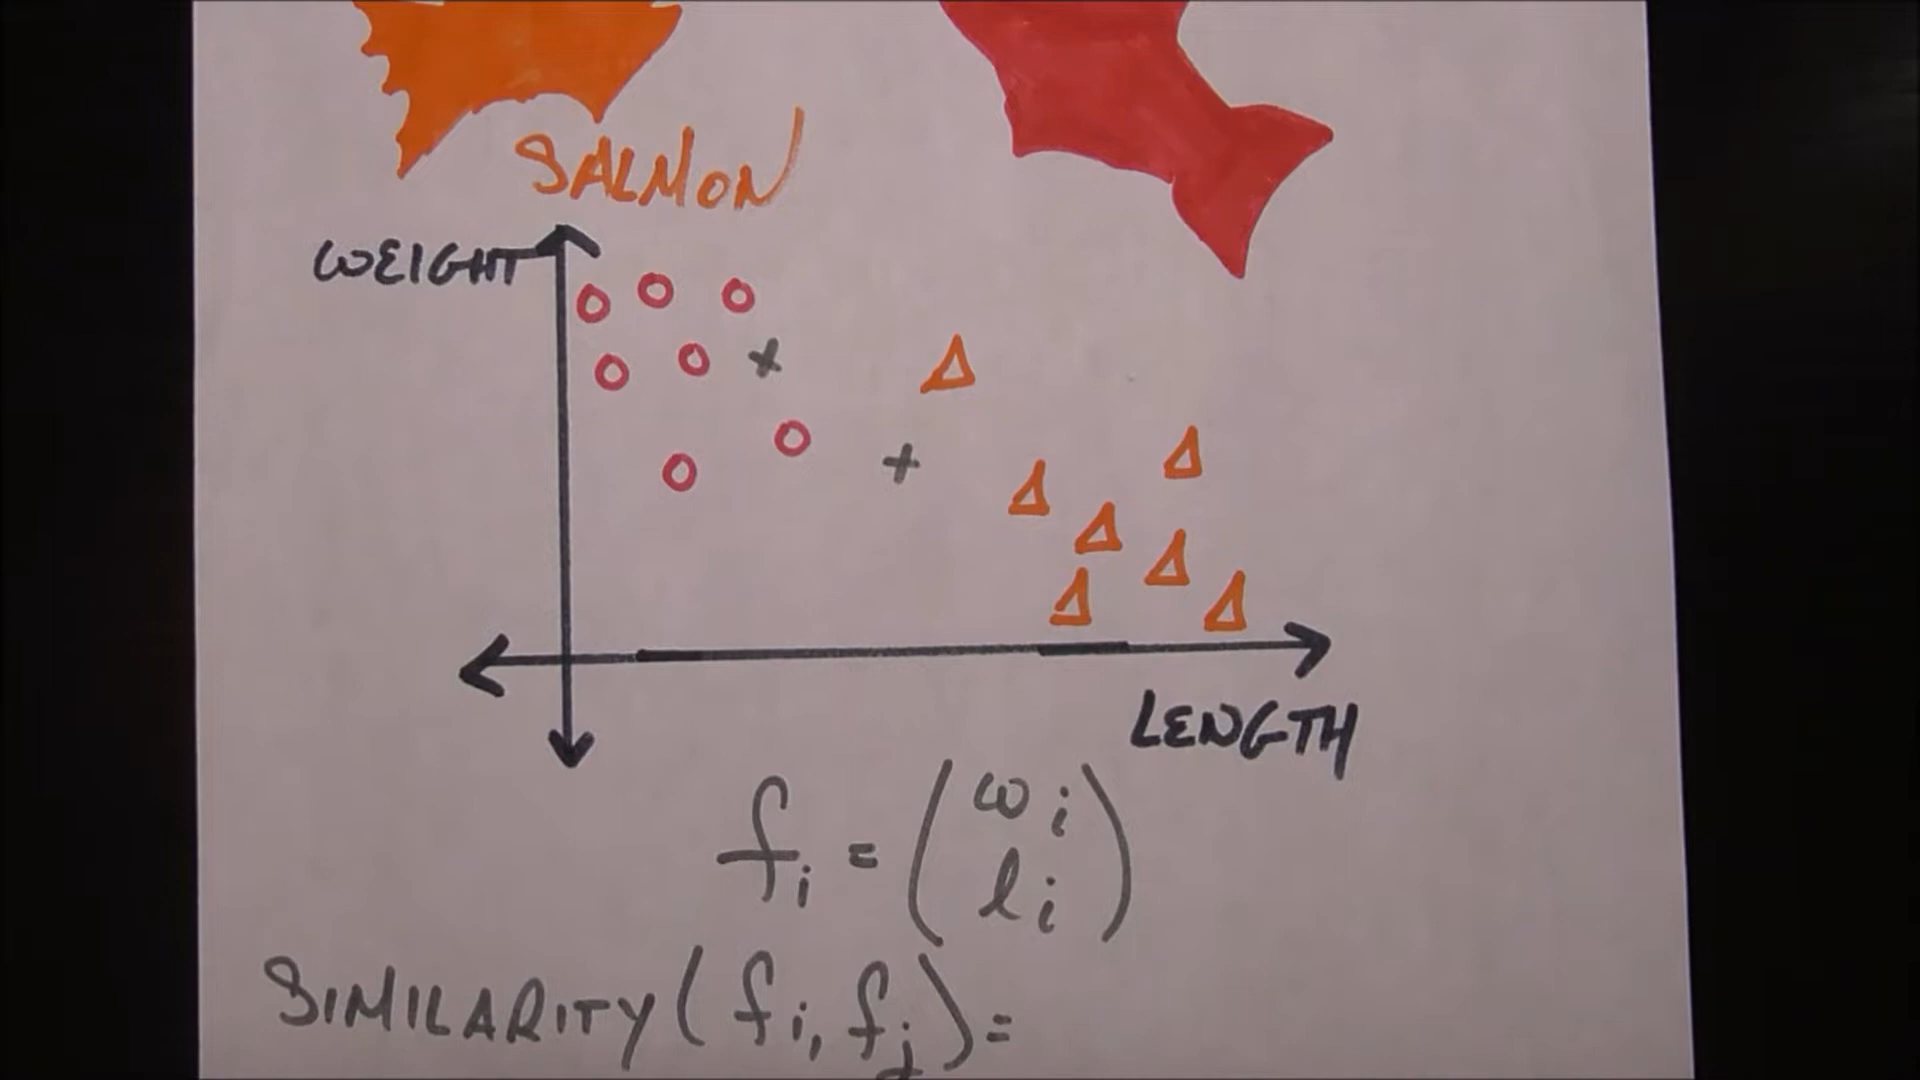 SALMON
WEIGHT
LENGTH
fi = (wi
li)
SIMILARITY(fi, fj)=